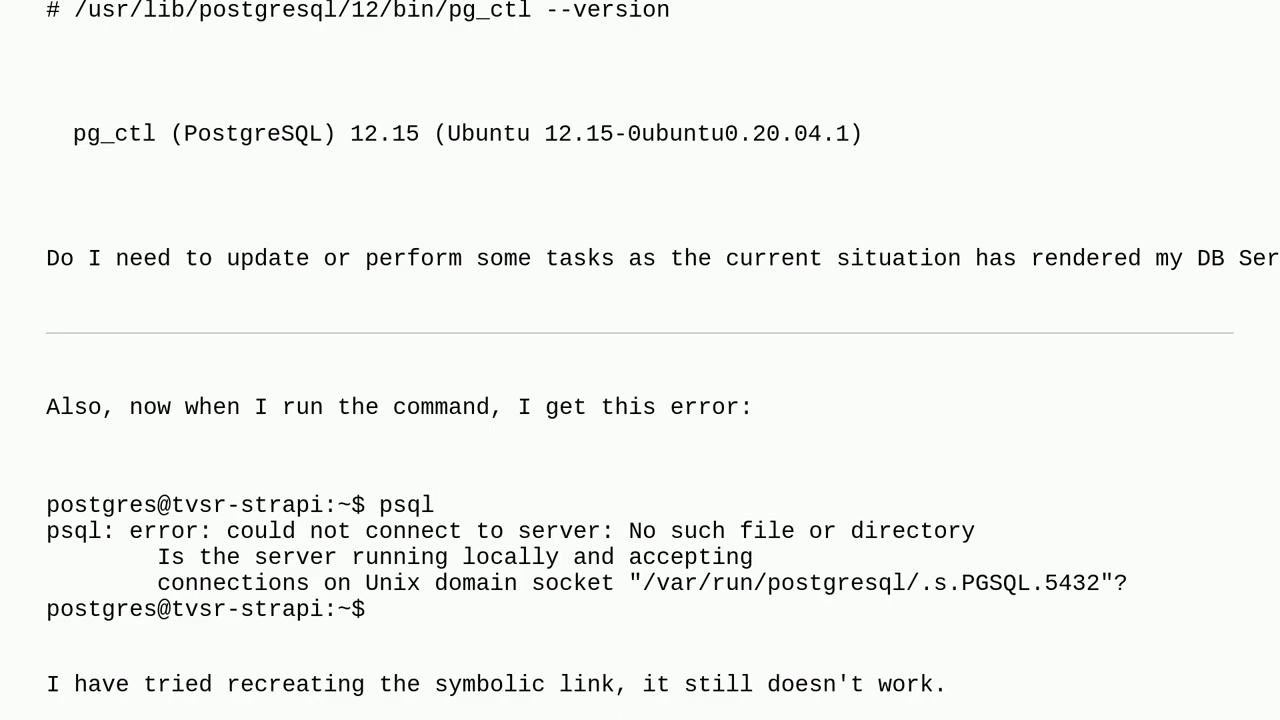 # /usr/lib/postgresql/12/bin/pg_ctl --version
pg_ctl (PostgreSQL) 12.15 (Ubuntu 12.15-0ubuntu0.20.04.1)
Do I need to update or perform some tasks as the current situation has rendered my DB Ser
Also, now when I run the command, I get this error:
postgres@tvsr-strapi:~$ psql
psql: error: could not connect to server: No such file or directory
Is the server running locally and accepting
connections on Unix domain socket "/var/run/postgresql/.s.PGSQL.5432"?
postgres@tvsr-strapi:~$
I have tried recreating the symbolic link, it still doesn't work.